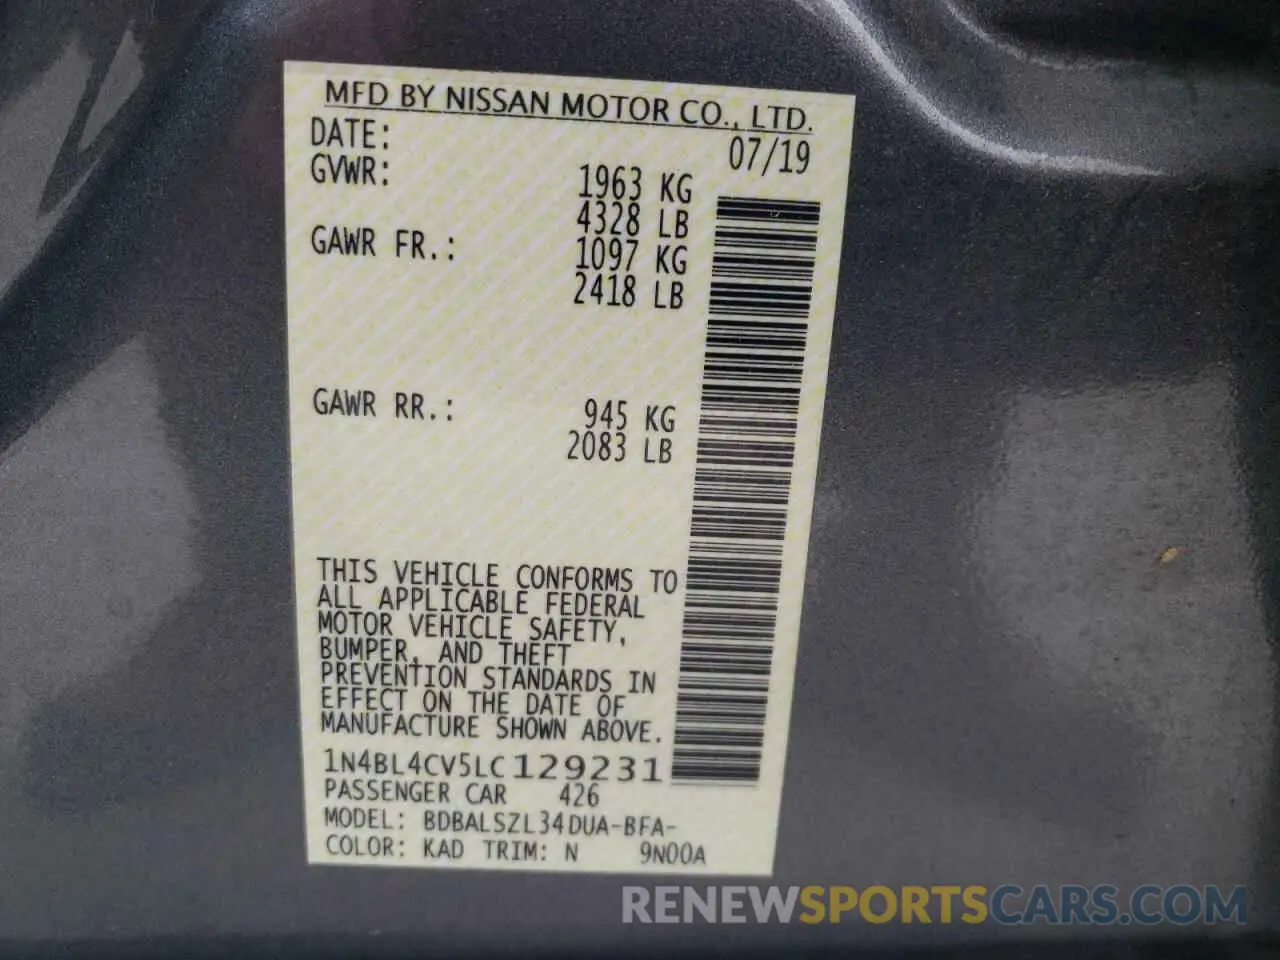 MFD BY NISSAN MOTOR CO., LTD.
DATE: 07/19
GVWR: 1963 KG
4328 LB
GAWR FR.: 1097 KG
2418 LB
GAWR RR.: 945 KG
2083 LB
THIS VEHICLE CONFORMS TO
ALL APPLICABLE FEDERAL
MOTOR VEHICLE SAFETY,
BUMPER, AND THEFT
PREVENTION STANDARDS IN
EFFECT ON THE DATE OF
MANUFACTURE SHOWN ABOVE.
1N4BL4CV5LC129231
PASSENGER CAR 426
MODEL: BDBALSZL34DUA-BFA-
COLOR: KAD TRIM: N 9N00A
RENEWSPORTSCARS.COM